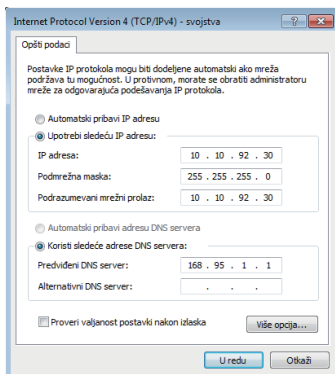 Internet Protocol Version 4 (TCP/IPv4) - svojstva
Opšti podaci
Postavke IP protokola mogu biti dodeljene automatski ako mreža
podržava tu mogućnost. U protivnom, morate se obratiti administratoru
mreže za odgovarajuća podešavanja IP protokola.
Automatski pribavi IP adresu
Upotrebi sledeću IP adresu:
IP adresa: 10 . 10 . 92 . 30
Podmrežna maska: 255 . 255 . 255 . 0
Podrazumevani mrežni prolaz: 10 . 10 . 92 . 30
Automatski pribavi adresu DNS servera
Koristi sledeće adrese DNS servera:
Predviđeni DNS server: 168 . 95 . 1 . 1
Alternativni DNS server: . . .
Proveri valjanost postavki nakon izlaska
Više opcija...
U redu Otkaži